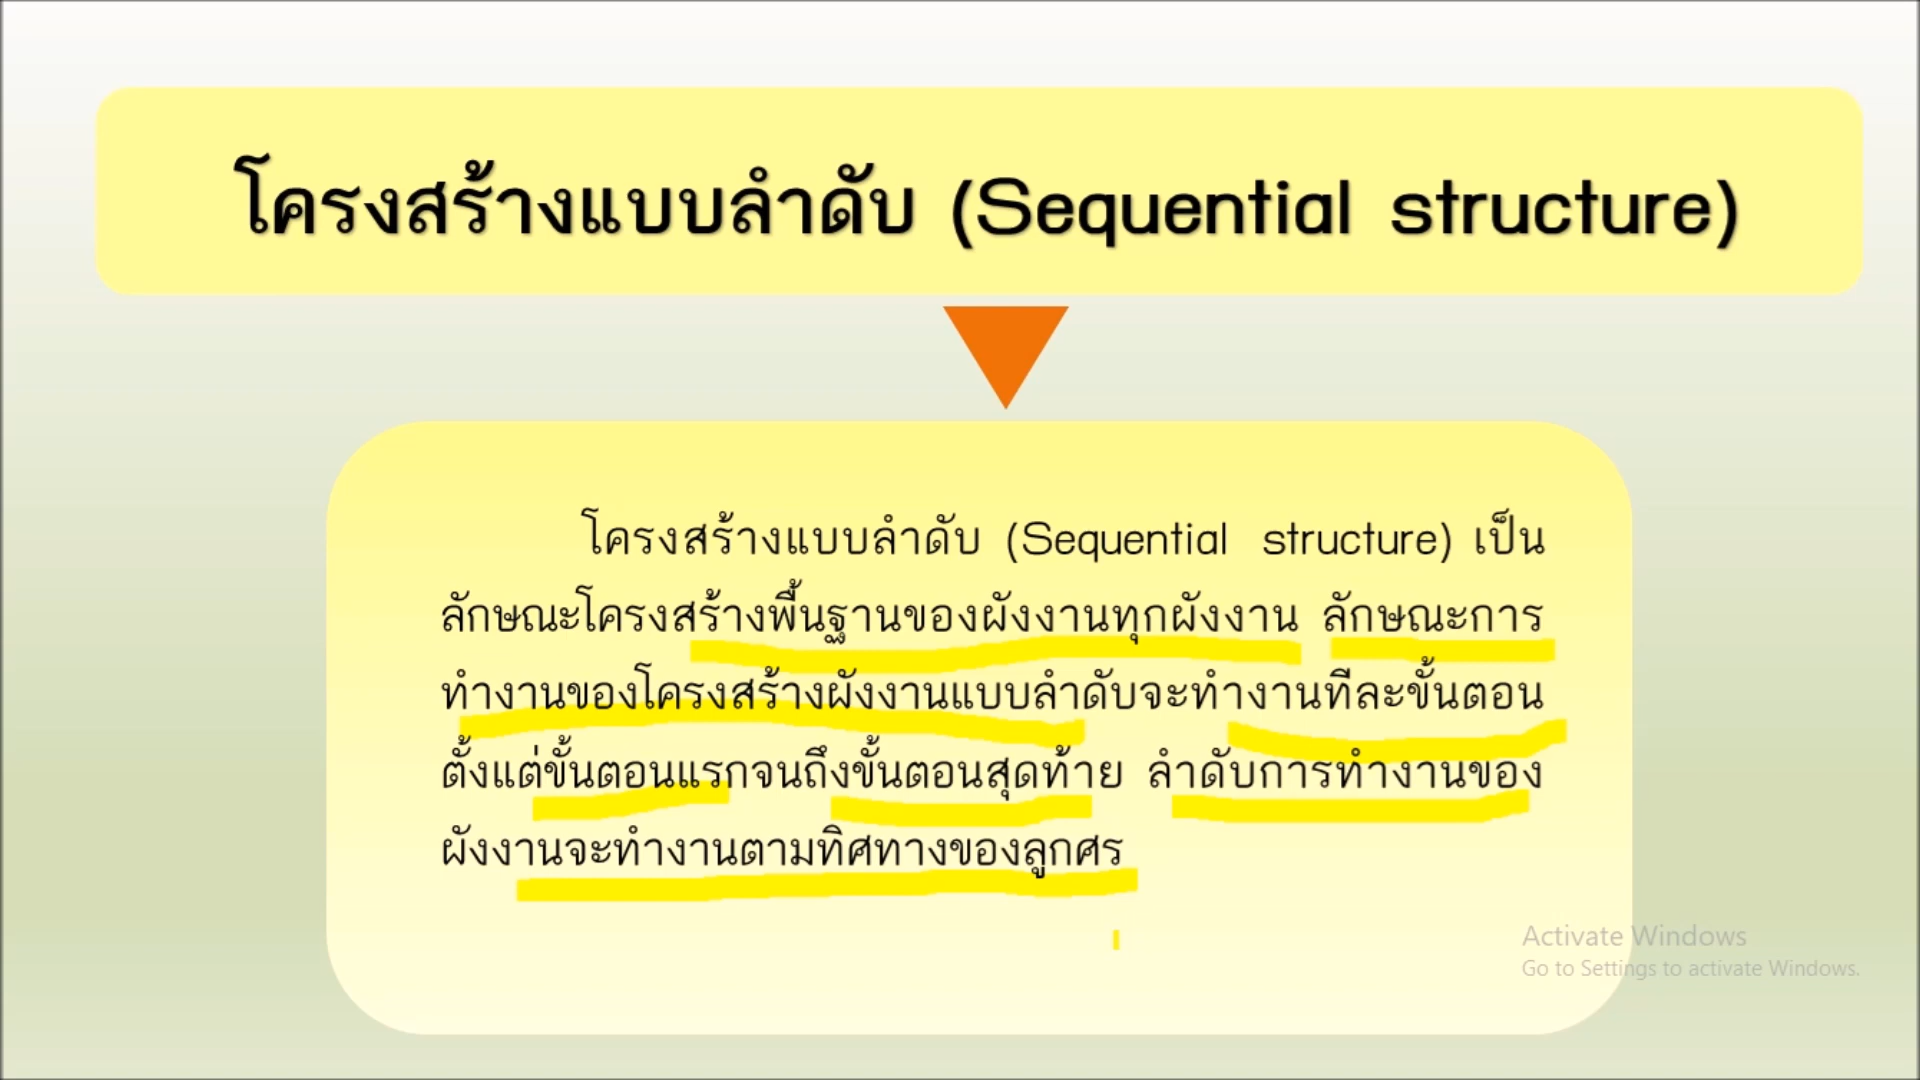 โครงสร้างแบบลำดับ (Sequential structure)
โครงสร้างแบบลำดับ (Sequential structure) เป็น
ลักษณะโครงสร้างพื้นฐานของผังงานทุกผังงาน ลักษณะการ
ทำงานของโครงสร้างผังงานแบบลำดับจะทำงานทีละขั้นตอน
ตั้งแต่ขั้นตอนแรกจนถึงขั้นตอนสุดท้าย ลำดับการทำงานของ
ผังงานจะทำงานตามทิศทางของลูกศร
Activate Windows
Go to Settings to activate Windows.